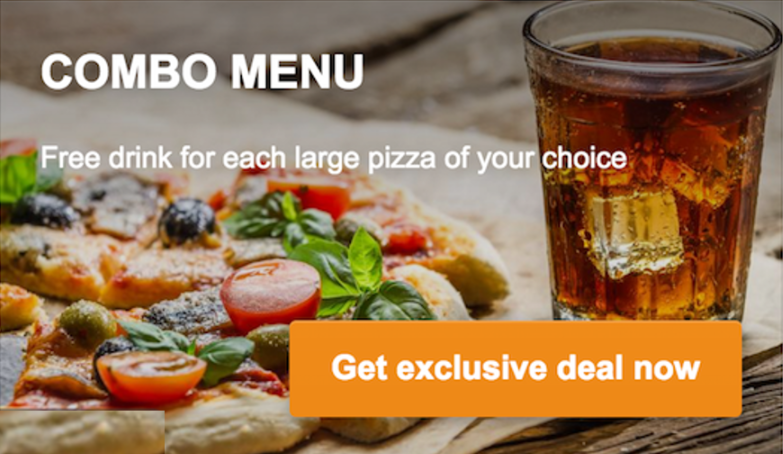 COMBO MENU
Free drink for each large pizza of your choice
Get exclusive deal now